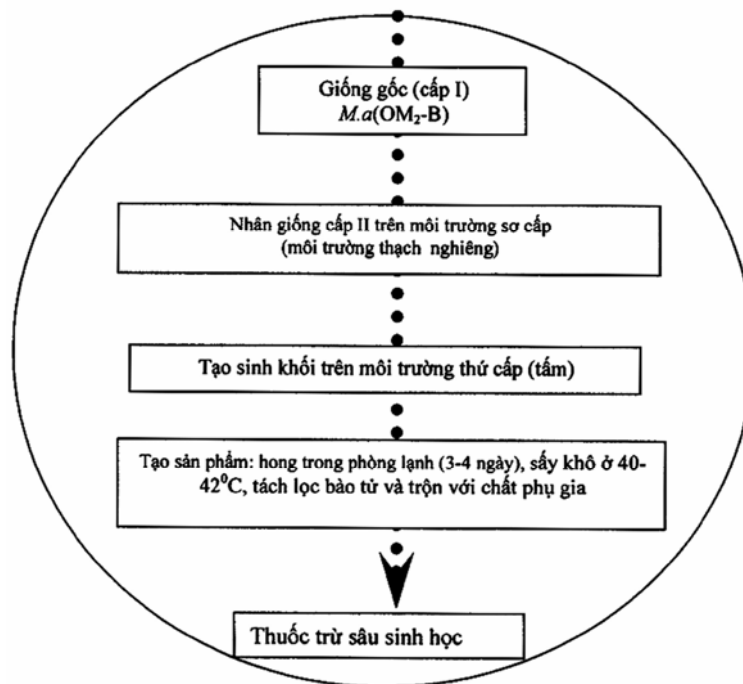 Giống gốc (cấp I)
M.a(OM₂-B)
Nhân giống cấp II trên môi trường sơ cấp
(môi trường thạch nghiêng)
Tạo sinh khối trên môi trường thứ cấp (tấm)
Tạo sản phẩm: hong trong phòng lạnh (3-4 ngày), sấy khô ở 40-
42⁰C, tách lọc bào tử và trộn với chất phụ gia
Thuốc trừ sâu sinh học